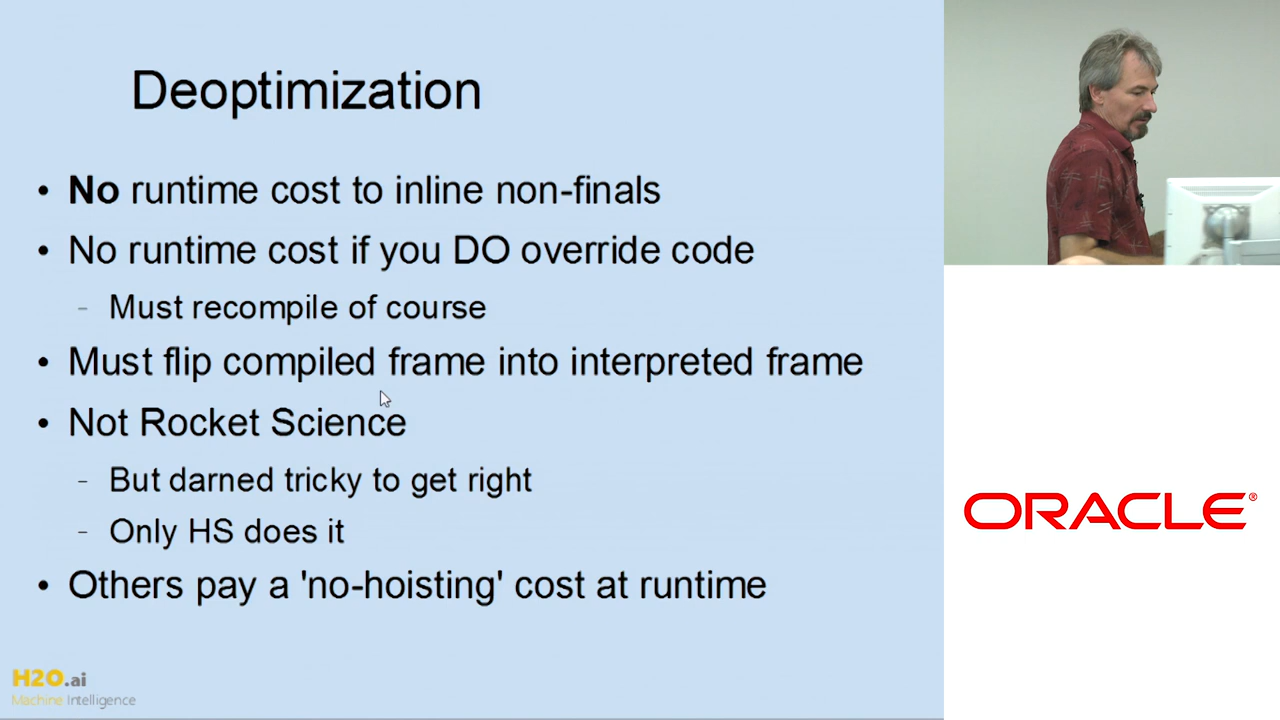 Deoptimization
• No runtime cost to inline non-finals
• No runtime cost if you DO override code
- Must recompile of course
• Must flip compiled frame into interpreted frame
• Not Rocket Science
- But darned tricky to get right
- Only HS does it
• Others pay a 'no-hoisting' cost at runtime
H2O.ai
Machine Intelligence
ORACLE®